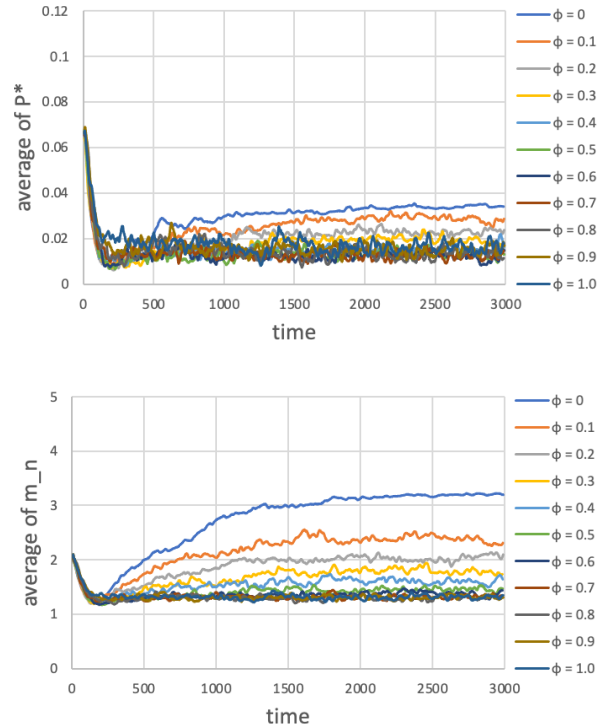 0.12
0.1
0.08
0.06
0.04
0.02
0
average of P*
0 500 1000 1500 2000 2500 3000
time
ϕ = 0
ϕ = 0.1
ϕ = 0.2
ϕ = 0.3
ϕ = 0.4
ϕ = 0.5
ϕ = 0.6
ϕ = 0.7
ϕ = 0.8
ϕ = 0.9
ϕ = 1.0
5
4
3
2
1
0
average of m_n
0 500 1000 1500 2000 2500 3000
time
ϕ = 0
ϕ = 0.1
ϕ = 0.2
ϕ = 0.3
ϕ = 0.4
ϕ = 0.5
ϕ = 0.6
ϕ = 0.7
ϕ = 0.8
ϕ = 0.9
ϕ = 1.0